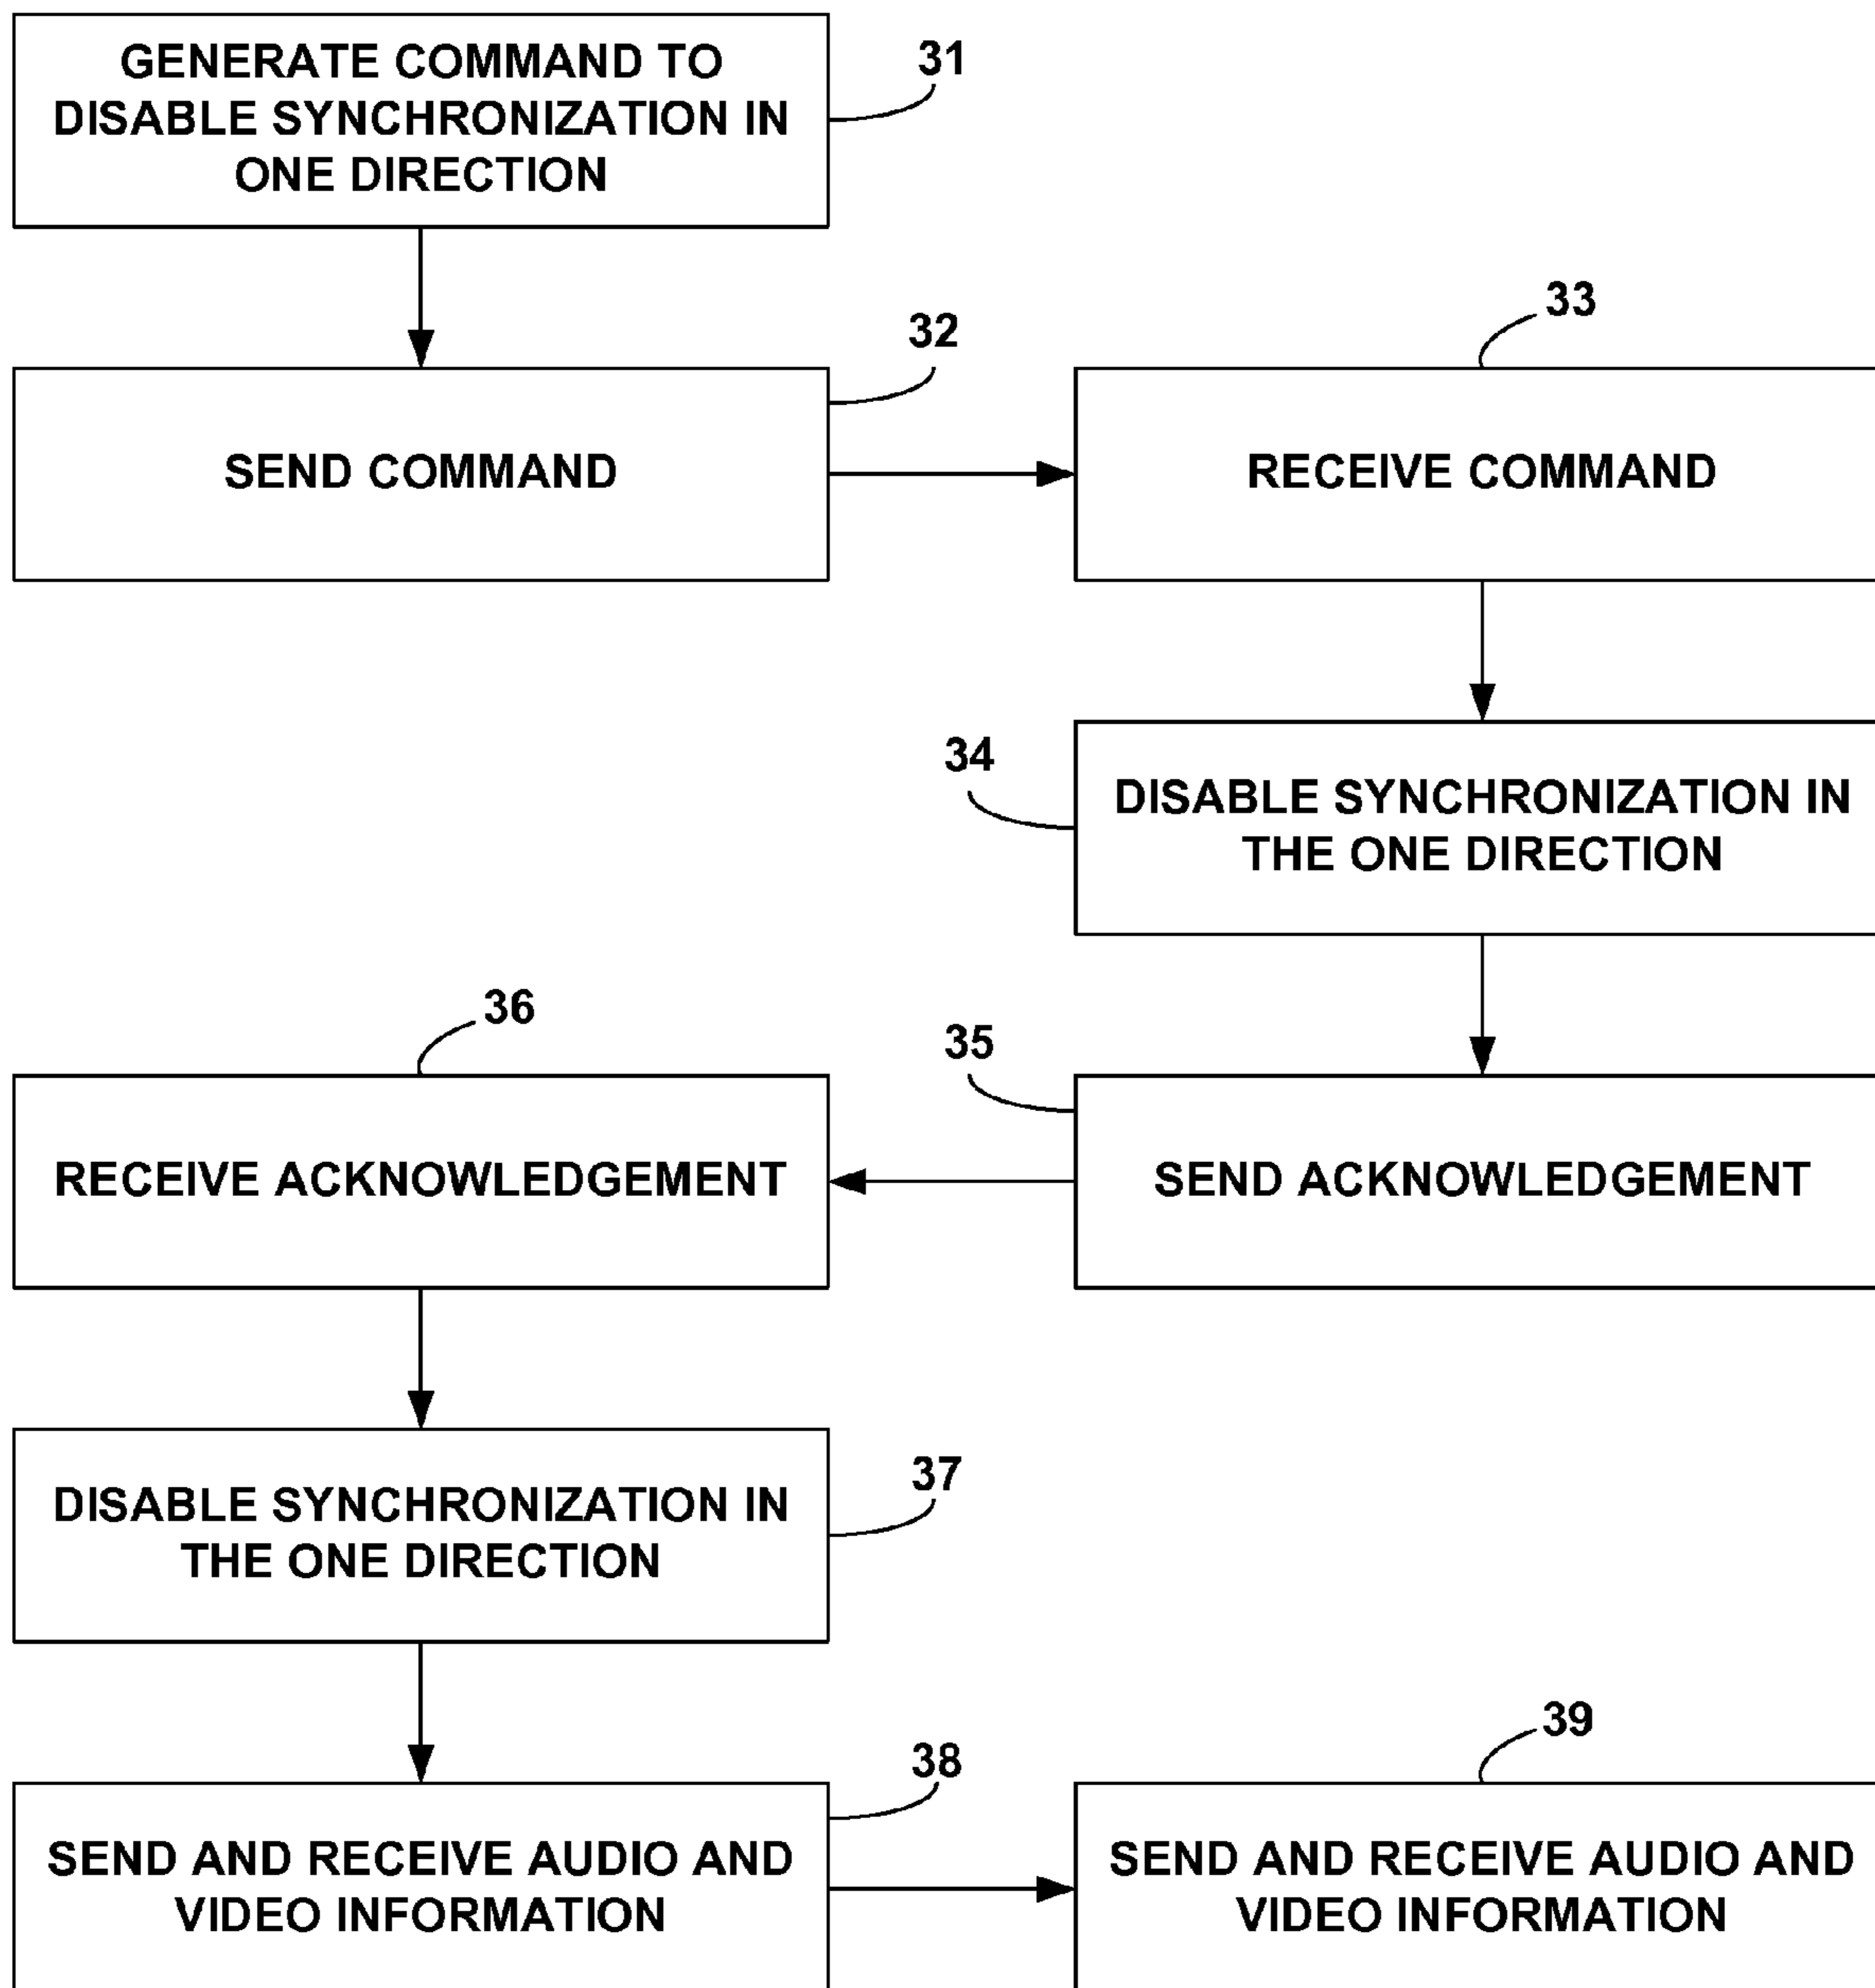 GENERATE COMMAND TO
DISABLE SYNCHRONIZATION IN
ONE DIRECTION
31
SEND COMMAND
32
RECEIVE COMMAND
33
DISABLE SYNCHRONIZATION IN
THE ONE DIRECTION
34
SEND ACKNOWLEDGEMENT
35
RECEIVE ACKNOWLEDGEMENT
36
DISABLE SYNCHRONIZATION IN
THE ONE DIRECTION
37
SEND AND RECEIVE AUDIO AND
VIDEO INFORMATION
38
SEND AND RECEIVE AUDIO AND
VIDEO INFORMATION
39